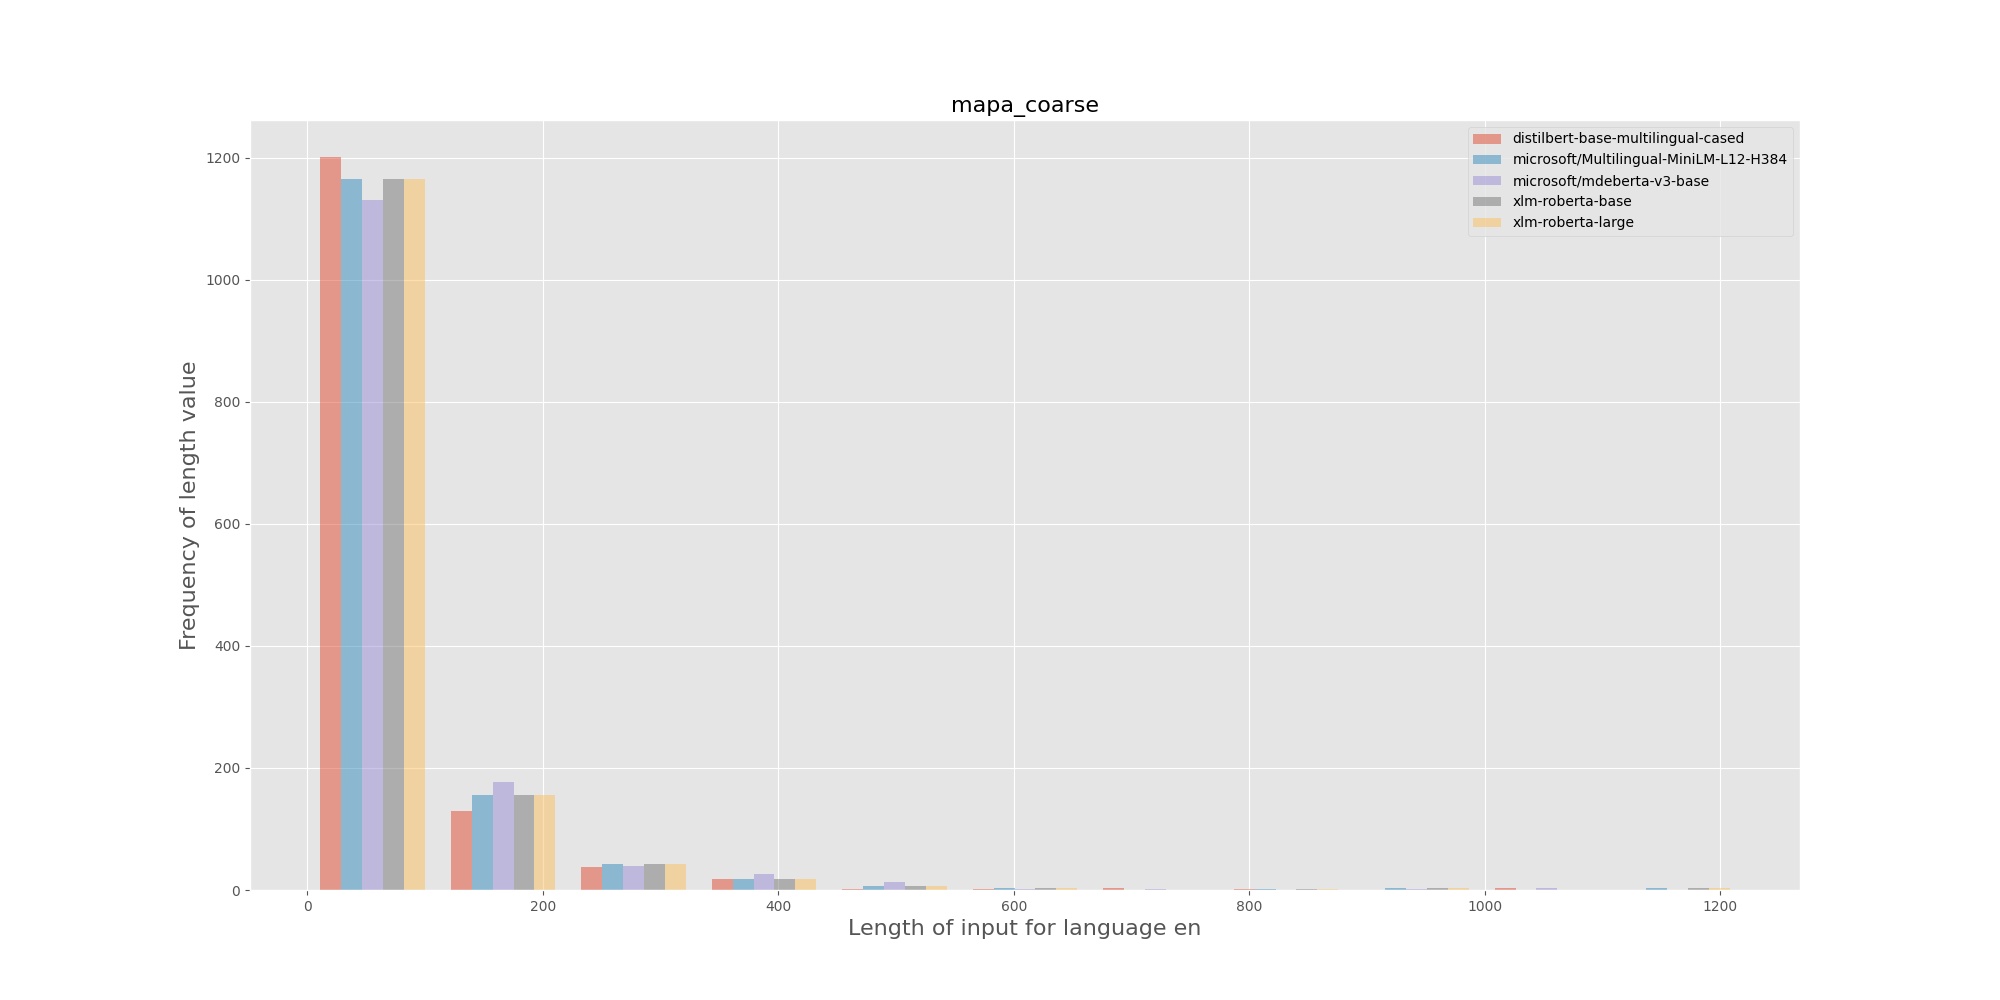 mapa_coarse
distilbert-base-multilingual-cased
microsoft/Multilingual-MiniLM-L12-H384
microsoft/mdeberta-v3-base
xlm-roberta-base
xlm-roberta-large
Frequency of length value
1200
1000
800
600
400
200
0
0 200 400 600 800 1000 1200
Length of input for language en